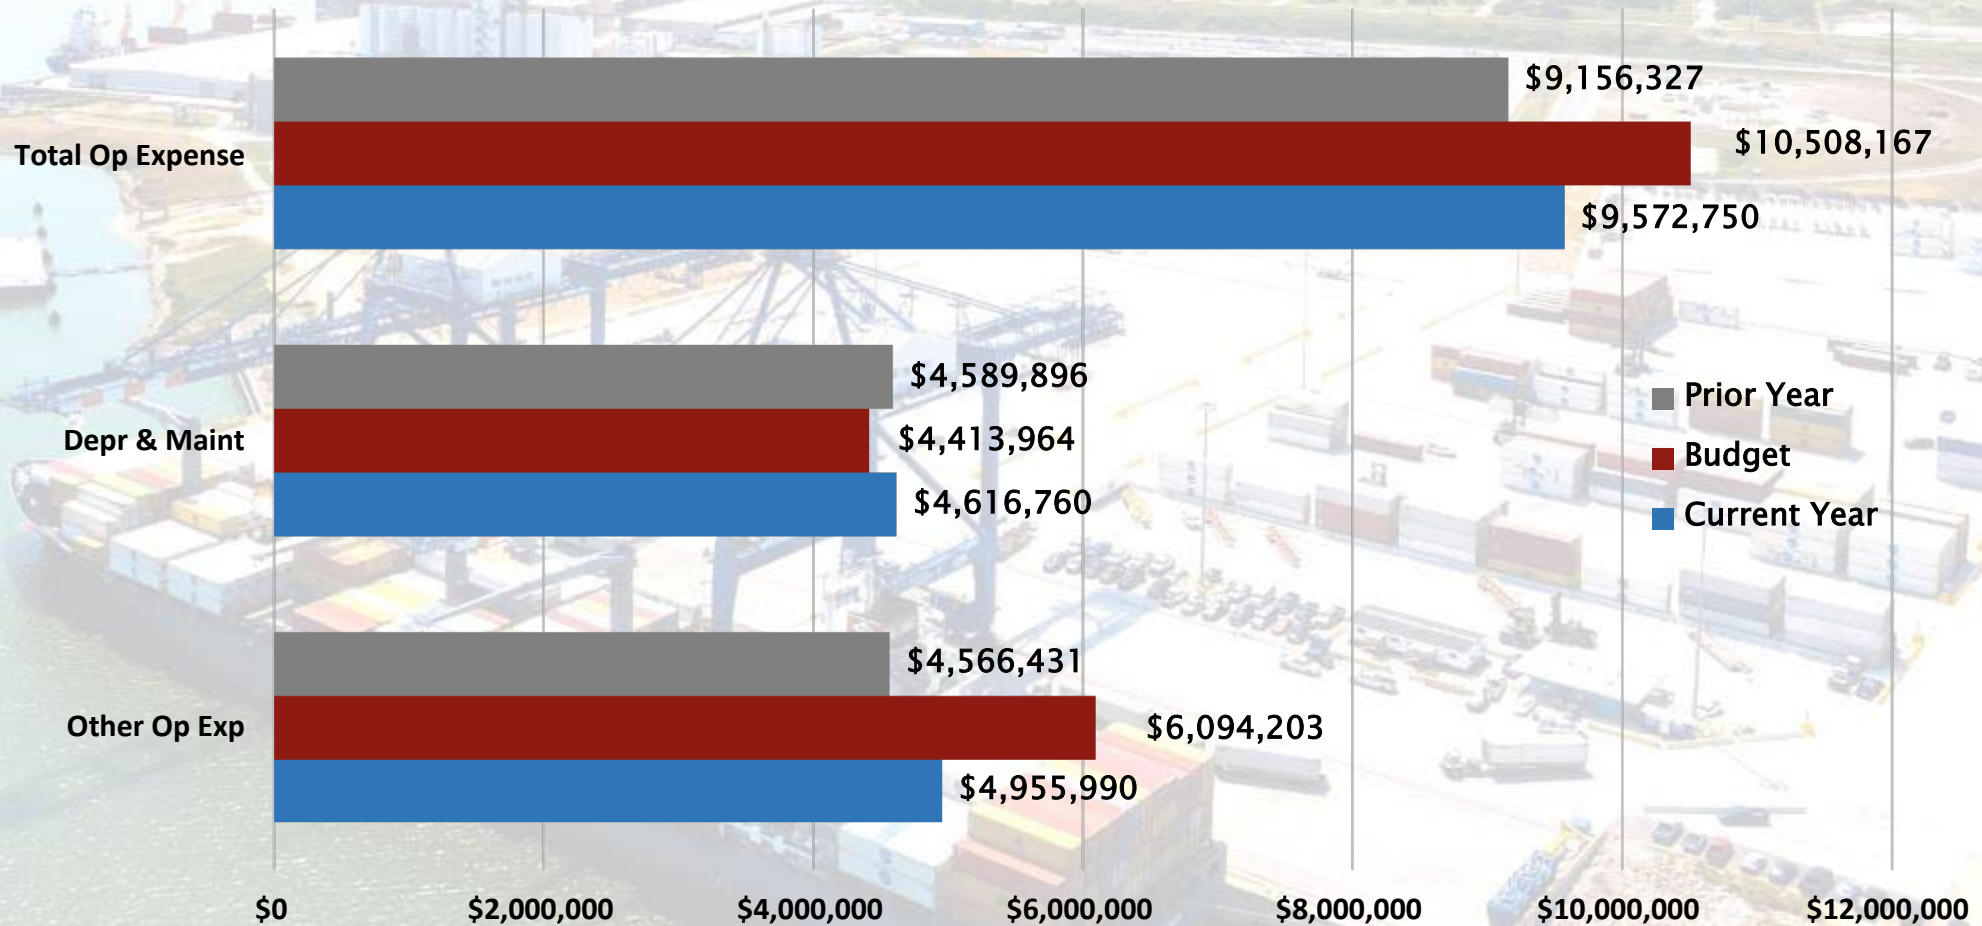 $9,156,327
Total Op Expense
$10,508,167
$9,572,750
$4,589,896
Depr & Maint
$4,413,964
$4,616,760
Prior Year
Budget
Current Year
$4,566,431
Other Op Exp
$6,094,203
$4,955,990
$0
$2,000,000
$4,000,000
$6,000,000
$8,000,000
$10,000,000
$12,000,000